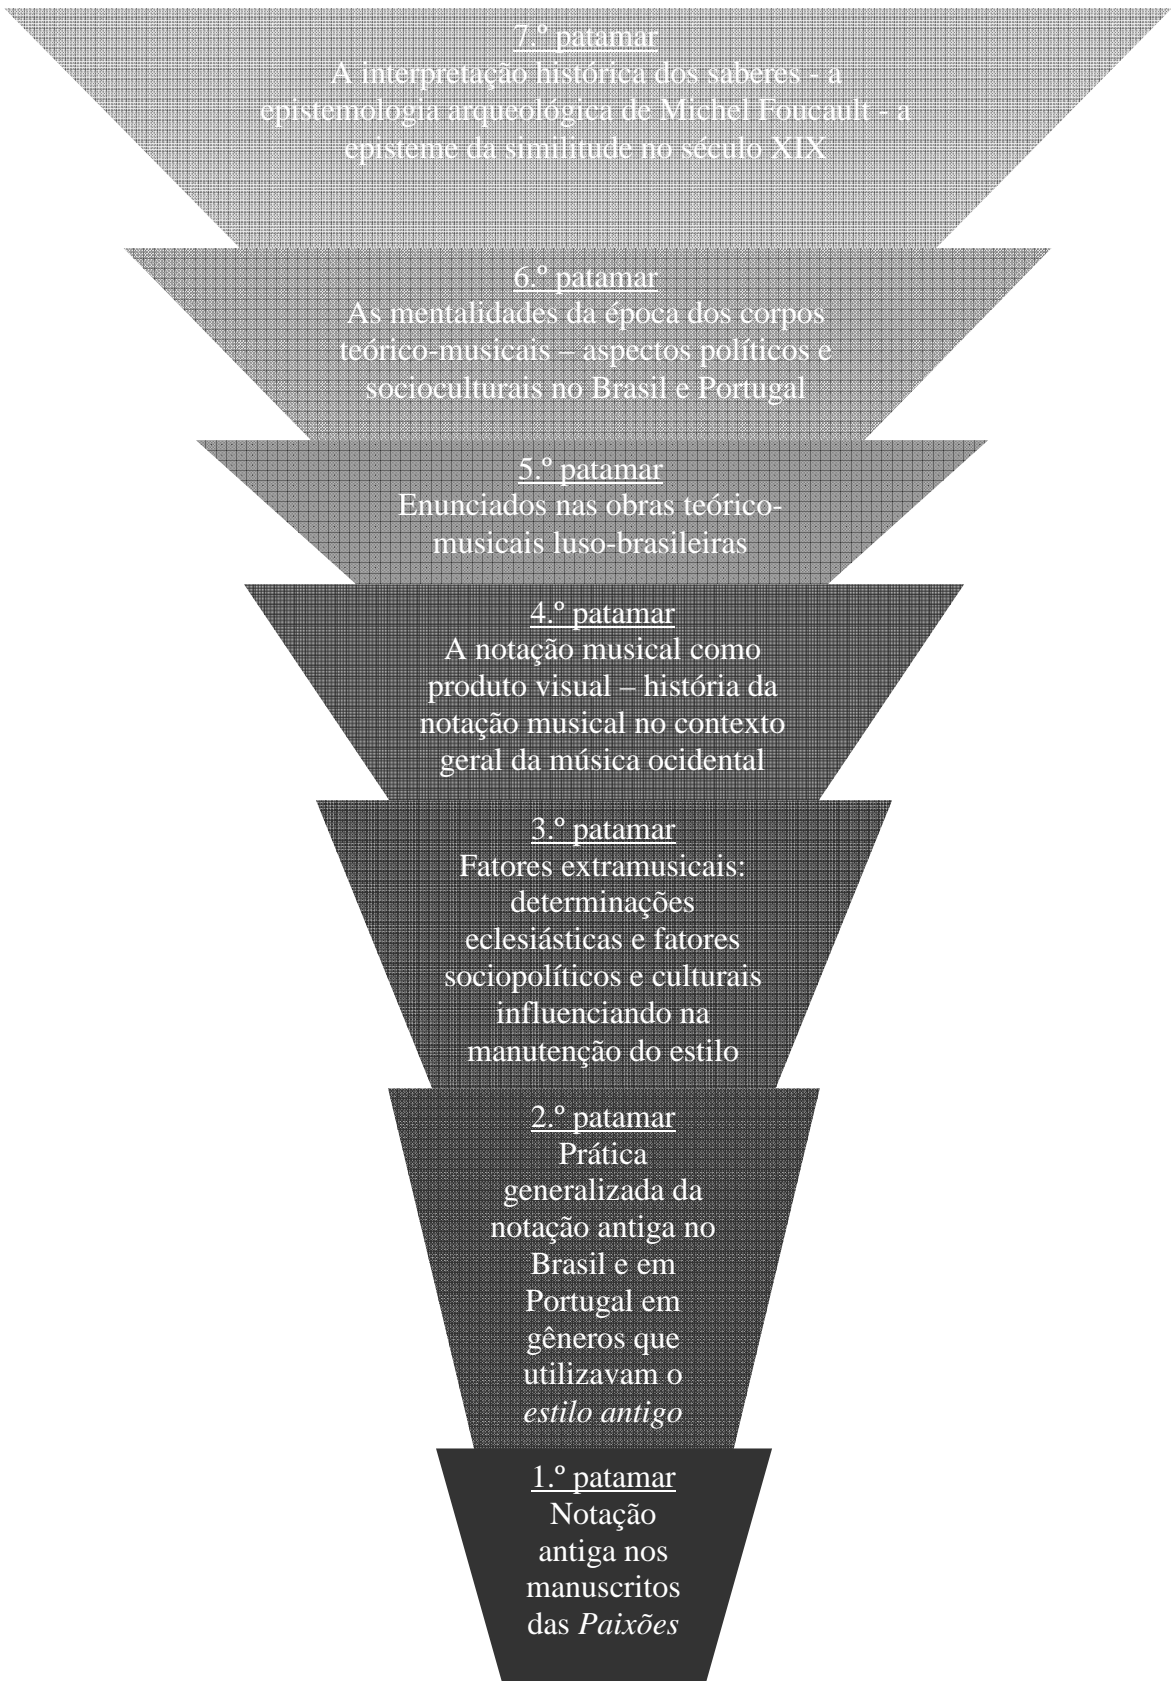 7.º patamar
A interpretação histórica dos saberes - a
epistemologia arqueológica de Michel Foucault - a
episteme da similitude no século XIX
6.º patamar
As mentalidades da época dos corpos
teórico-musicais – aspectos políticos e
socioculturais no Brasil e Portugal
5.º patamar
Enunciados nas obras teórico-
musicais luso-brasileiras
4.º patamar
A notação musical como
produto visual – história da
notação musical no contexto
geral da música ocidental
3.º patamar
Fatores extramusicais:
determinações
eclesiásticas e fatores
sociopolíticos e culturais
influenciando na
manutenção do estilo
2.º patamar
Prática
generalizada da
notação antiga no
Brasil e em
Portugal em
gêneros que
utilizavam o
estilo antigo
1.º patamar
Notação
antiga nos
manuscritos
das Paixões